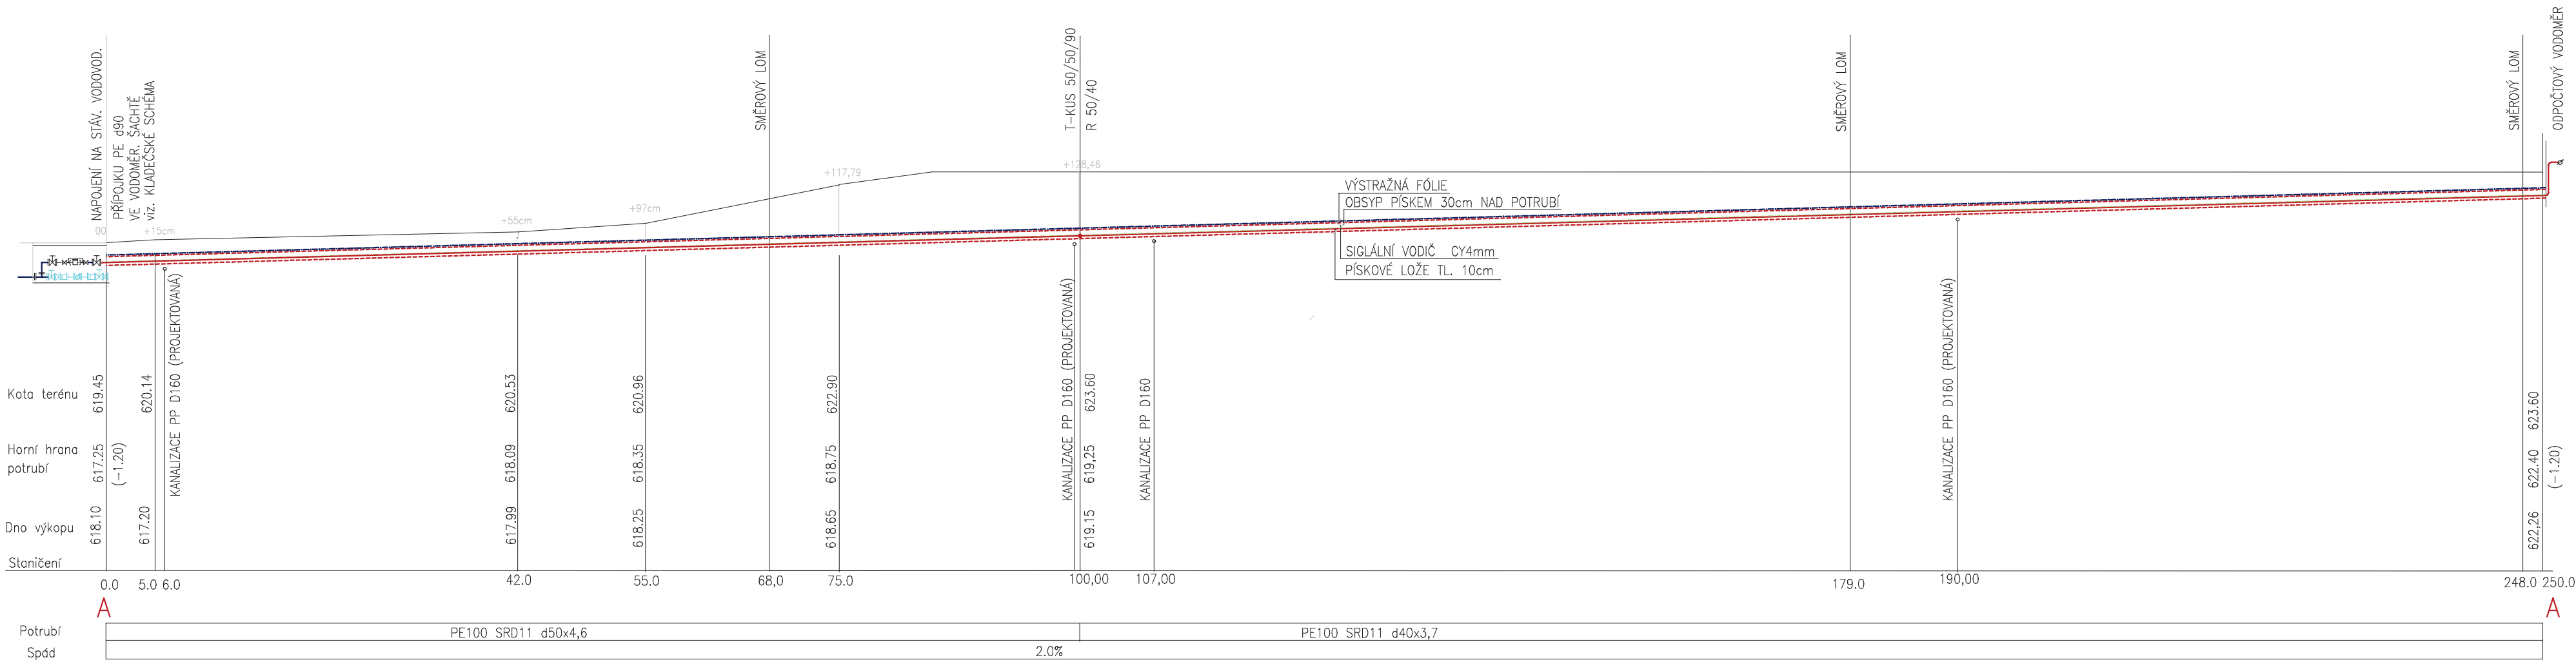 NAPOJENÍ NA STÁV. VODOVOD.
PŘÍPOJKU PE d90
VE VODOMĚR. ŠACHTĚ
viz. KLADEČSKÉ SCHÉMA
SMĚROVÝ LOM
T-KUS 50/50/90
R 50/40
SMĚROVÝ LOM
SMĚROVÝ LOM
ODPOČTOVÝ VODOMĚR
00
+15cm
+55cm
+97cm
+117,79
+128,46
VÝSTRAŽNÁ FÓLIE
OBSYP PÍSKEM 30cm NAD POTRUBÍ
SIGLÁLNÍ VODIČ CY4mm
PÍSKOVÉ LOŽE TL. 10cm
KANALIZACE PP D160 (PROJEKTOVANÁ)
KANALIZACE PP D160 (PROJEKTOVANÁ)
KANALIZACE PP D160
KANALIZACE PP D160 (PROJEKTOVANÁ)
Kota terénu
619.45
620.14
620.53
620.96
622.90
623.60
623.60
Horní hrana
potrubí
617.25
(-1.20)
618.09
618.35
618.75
619,25
622.40
(-1.20)
Dno výkopu
618.10
617.20
617.99
618.25
618.65
619.15
622,26
Staničení
0.0
5.0
6.0
42.0
55.0
68,0
75.0
100,00
107,00
179.0
190,00
248.0
250.0
A
A
Potrubí
PE100 SRD11 d50x4,6
PE100 SRD11 d40x3,7
Spád
2.0%